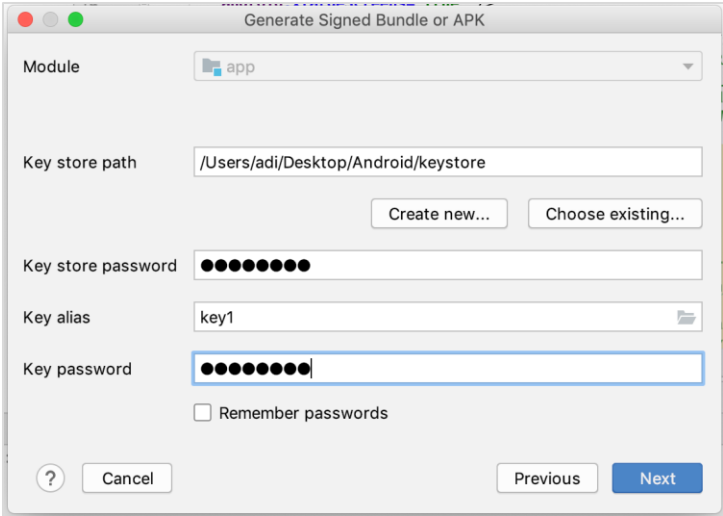 Generate Signed Bundle or APK
Module
app
Key store path
/Users/adi/Desktop/Android/keystore
Create new...
Choose existing...
Key store password
●●●●●●●●
Key alias
key1
Key password
●●●●●●●●
Remember passwords
?
Cancel
Previous
Next